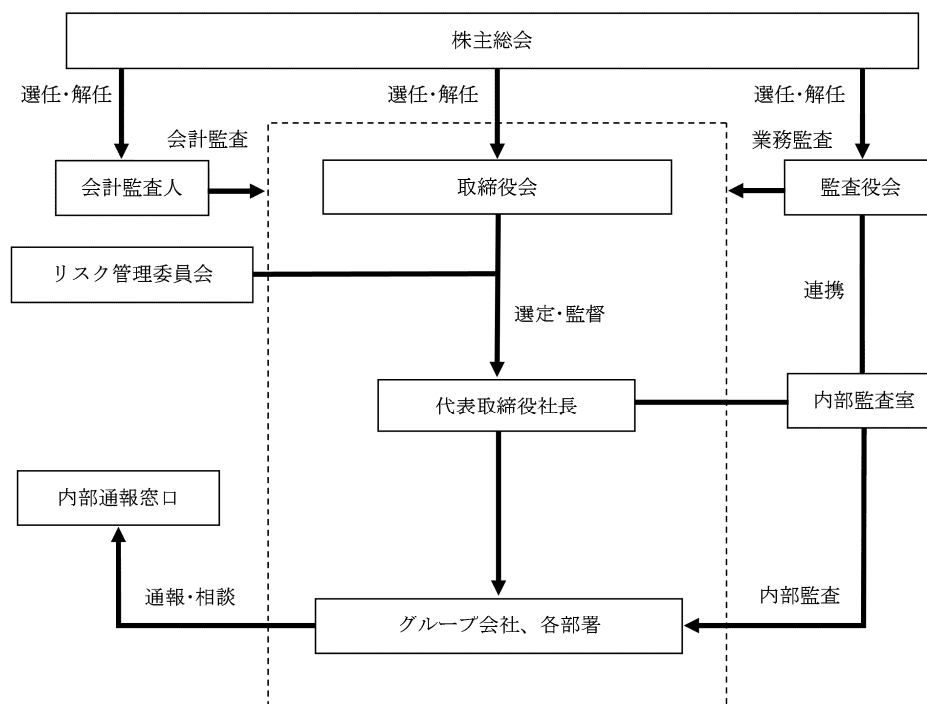 株主総会
選任・解任
選任・解任
選任・解任
会計監査
業務監査
会計監査人
取締役会
監査役会
リスク管理委員会
連携
選定・監督
代表取締役社長
内部監査室
内部通報窓口
通報・相談
内部監査
グループ会社、各部署